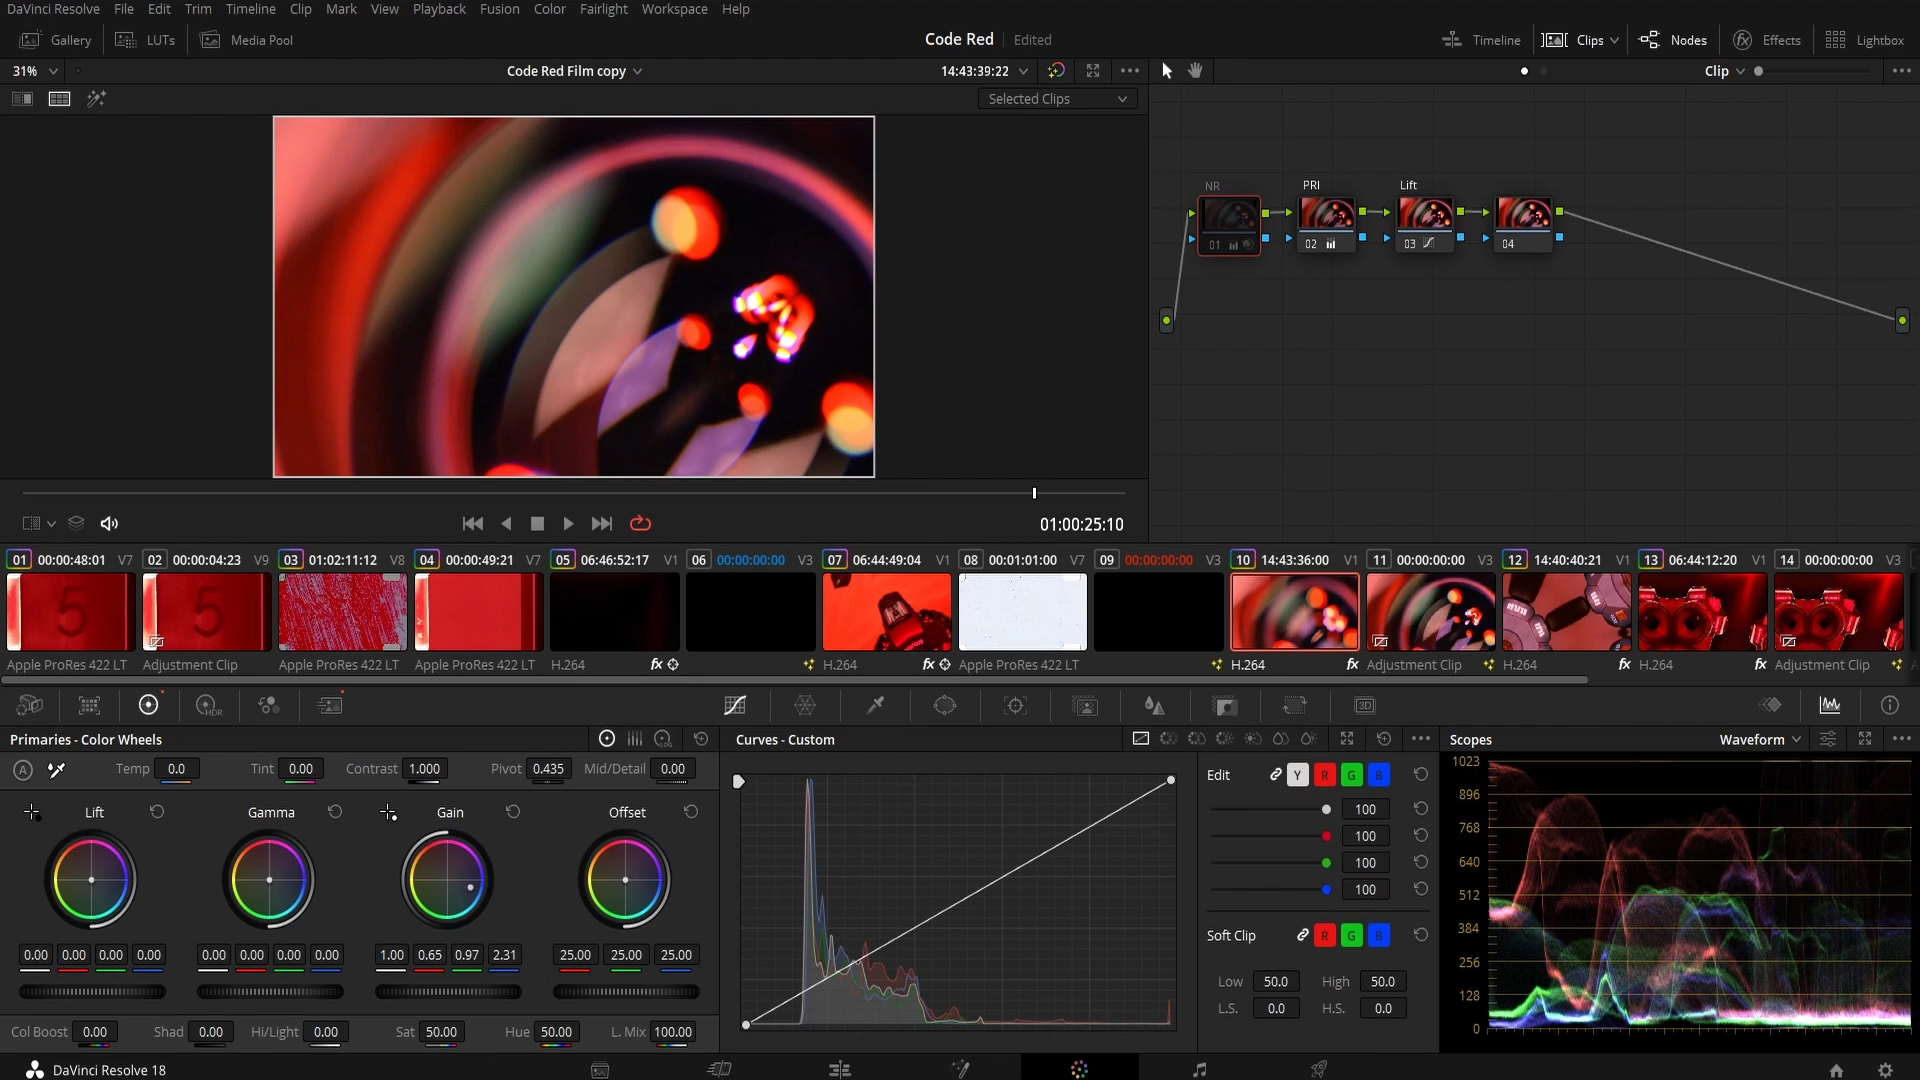 DaVinci Resolve File Edit Trim Timeline Clip Mark View Playback Fusion Color Fairlight Workspace Help
Gallery LUTs Media Pool Code Red Edited Timeline Clips Nodes Effects Lightbox
31% Code Red Film copy 14:43:39:22 Clip
Selected Clips
NR PRI Lift
01 02 03 04
01:00:25:10
01 00:00:48:01 V7 02 00:00:04:23 V9 03 01:02:11:12 V8 04 00:00:49:21 V7 05 06:46:52:17 V1 06 00:00:00:00 V3 07 06:44:49:04 V1 08 00:01:01:00 V7 09 00:00:00:00 V3 10 14:43:36:00 V1 11 00:00:00:00 V3 12 14:40:40:21 V1 13 06:44:12:20 V1 14 00:00:00:00 V3
5 5
Apple ProRes 422 LT Adjustment Clip Apple ProRes 422 LT Apple ProRes 422 LT H.264 fx H.264 fx Apple ProRes 422 LT H.264 fx Adjustment Clip H.264 fx H.264 fx Adjustment Clip
HDR 3D
Primaries - Color Wheels LOG Curves - Custom Scopes Waveform
A Temp 0.0 Tint 0.00 Contrast 1.000 Pivot 0.435 Mid/Detail 0.00
Edit Y R G B
100
100
100
100
Lift Gamma Gain Offset
0.00 0.00 0.00 0.00 0.00 0.00 0.00 0.00 1.00 0.65 0.97 2.31 25.00 25.00 25.00
Soft Clip R G B
Low 50.0 High 50.0
L.S. 0.0 H.S. 0.0
Col Boost 0.00 Shad 0.00 Hi/Light 0.00 Sat 50.00 Hue 50.00 L. Mix 100.00
1023
896
768
640
512
384
256
128
0
DaVinci Resolve 18